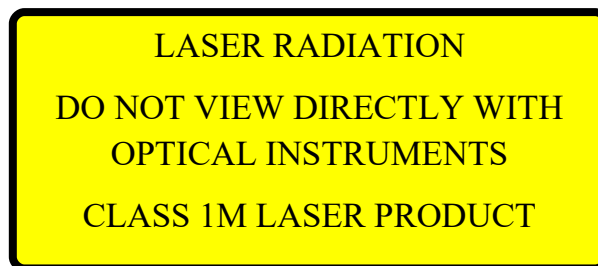 LASER RADIATION
DO NOT VIEW DIRECTLY WITH
OPTICAL INSTRUMENTS
CLASS 1M LASER PRODUCT